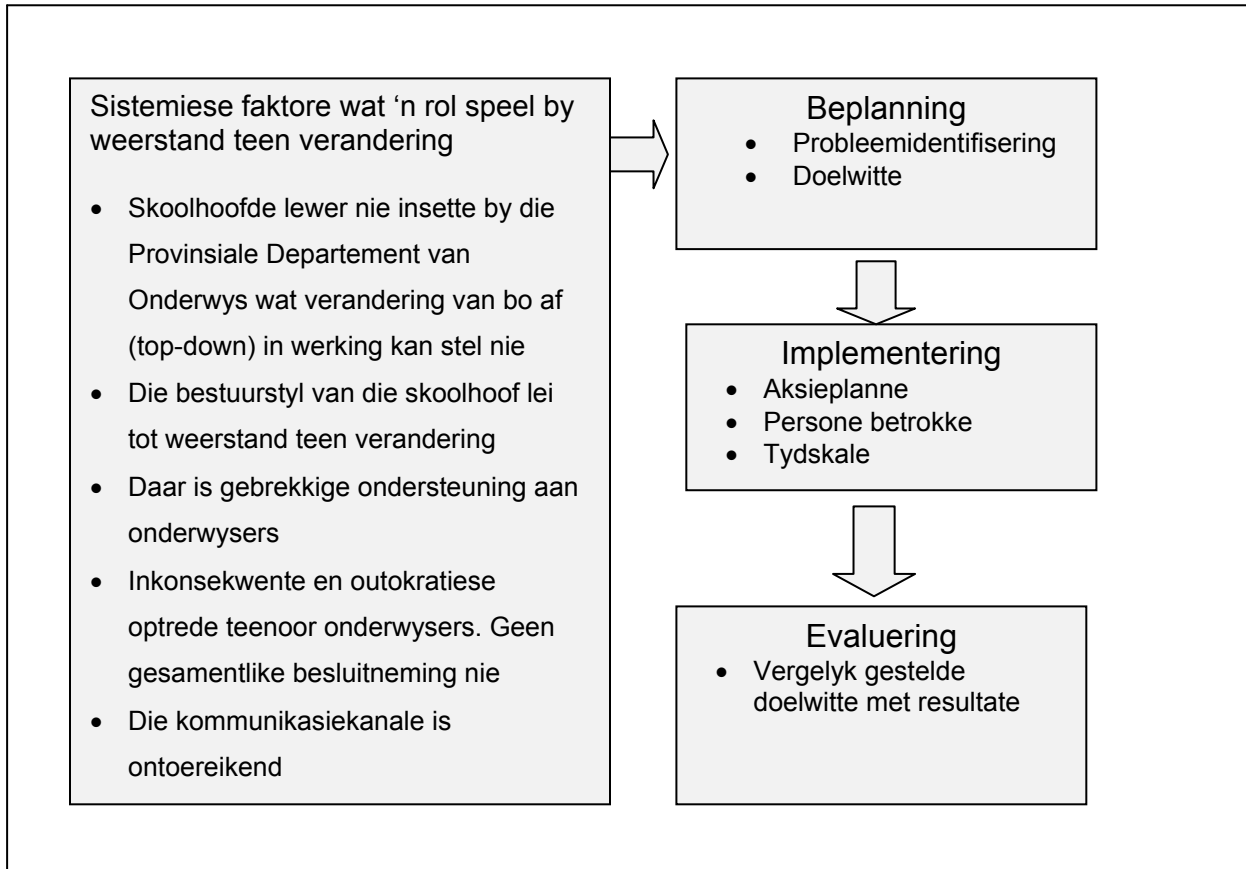 Sistemiese faktore wat ‘n rol speel by
weerstand teen verandering
• Skoolhoofde lewer nie insette by die
Provinsiale Departement van
Onderwys wat verandering van bo af
(top-down) in werking kan stel nie
• Die bestuurstyl van die skoolhoof lei
tot weerstand teen verandering
• Daar is gebrekkige ondersteuning aan
onderwysers
• Inkonsekwente en outokratiese
optrede teenoor onderwysers. Geen
gesamentlike besluitneming nie
• Die kommunikasiekanale is
ontoereikend
Beplanning
• Probleemidentifisering
• Doelwitte
Implementering
• Aksieplanne
• Persone betrokke
• Tydskale
Evaluering
• Vergelyk gestelde
doelwitte met resultate